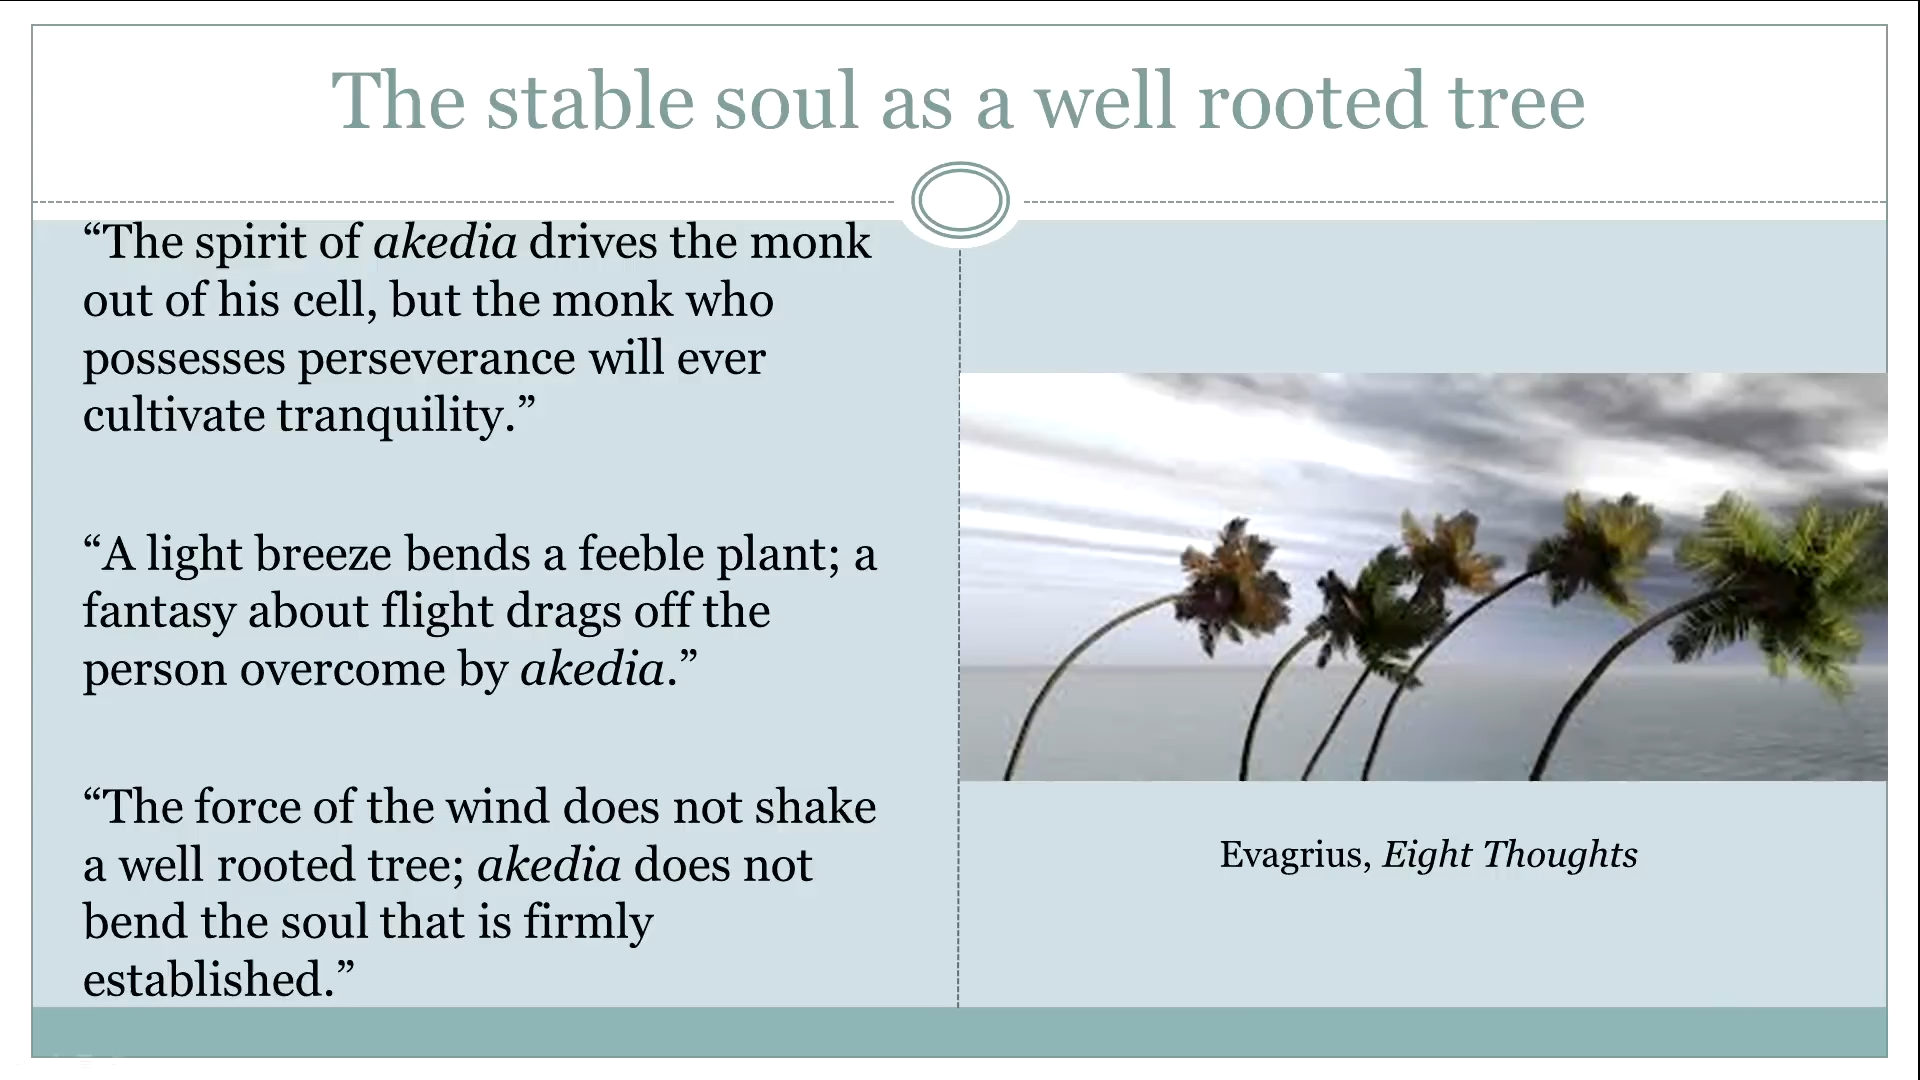 The stable soul as a well rooted tree
“The spirit of akedia drives the monk
out of his cell, but the monk who
possesses perseverance will ever
cultivate tranquility.”
“A light breeze bends a feeble plant; a
fantasy about flight drags off the
person overcome by akedia.”
“The force of the wind does not shake
a well rooted tree; akedia does not
bend the soul that is firmly
established.”
Evagrius, Eight Thoughts